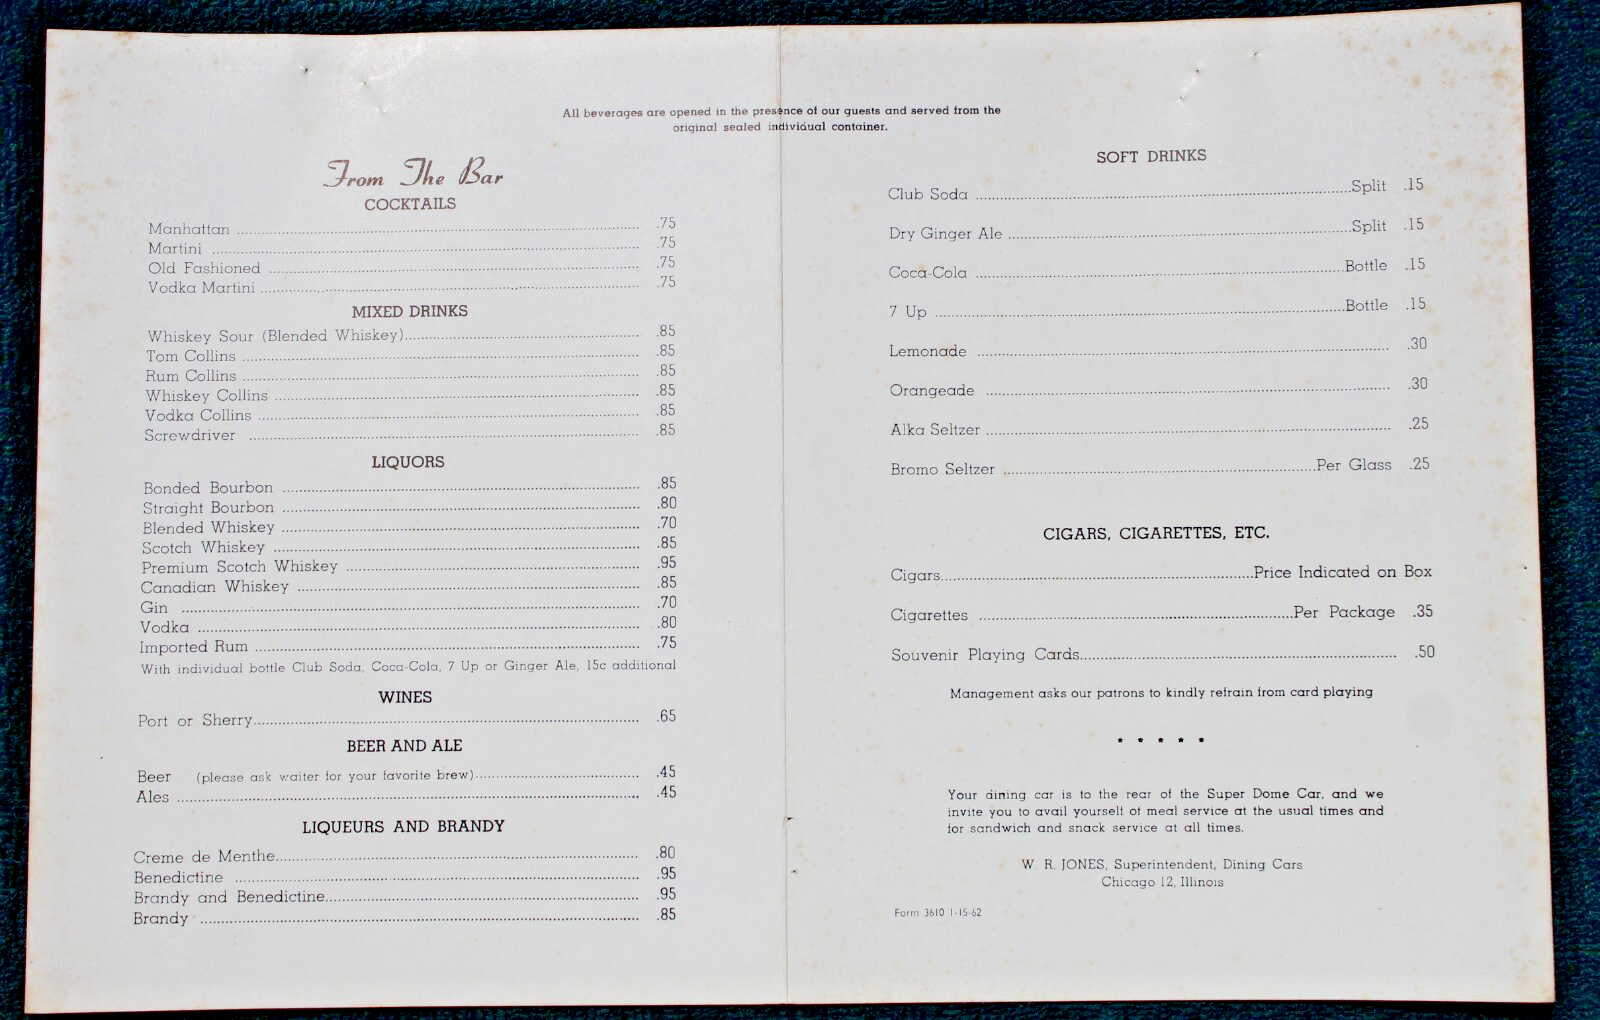 All beverages are opened in the presence of our guests and served from the
original sealed individual container.
From The Bar
COCKTAILS
Manhattan .75
Martini .75
Old Fashioned .75
Vodka Martini .75
MIXED DRINKS
Whiskey Sour (Blended Whiskey) .85
Tom Collins .85
Rum Collins .85
Whiskey Collins .85
Vodka Collins .85
Screwdriver .85
LIQUORS
Bonded Bourbon .85
Straight Bourbon .80
Blended Whiskey .70
Scotch Whiskey .85
Premium Scotch Whiskey .95
Canadian Whiskey .85
Gin .70
Vodka .80
Imported Rum .75
With individual bottle Club Soda, Coca-Cola, 7 Up or Ginger Ale, 15c additional
WINES
Port or Sherry .65
BEER AND ALE
Beer (please ask waiter for your favorite brew) .45
Ales .45
LIQUEURS AND BRANDY
Creme de Menthe .80
Benedictine .95
Brandy and Benedictine .95
Brandy .85
SOFT DRINKS
Club Soda Split .15
Dry Ginger Ale Split .15
Coca-Cola Bottle .15
7 Up Bottle .15
Lemonade .30
Orangeade .30
Alka Seltzer .25
Bromo Seltzer Per Glass .25
CIGARS, CIGARETTES, ETC.
Cigars Price Indicated on Box
Cigarettes Per Package .35
Souvenir Playing Cards .50
Management asks our patrons to kindly refrain from card playing
* * * * *
Your dining car is to the rear of the Super Dome Car, and we
invite you to avail yourself of meal service at the usual times and
for sandwich and snack service at all times.
W. R. JONES, Superintendent, Dining Cars
Chicago 12, Illinois
Form 3610 1-15-62